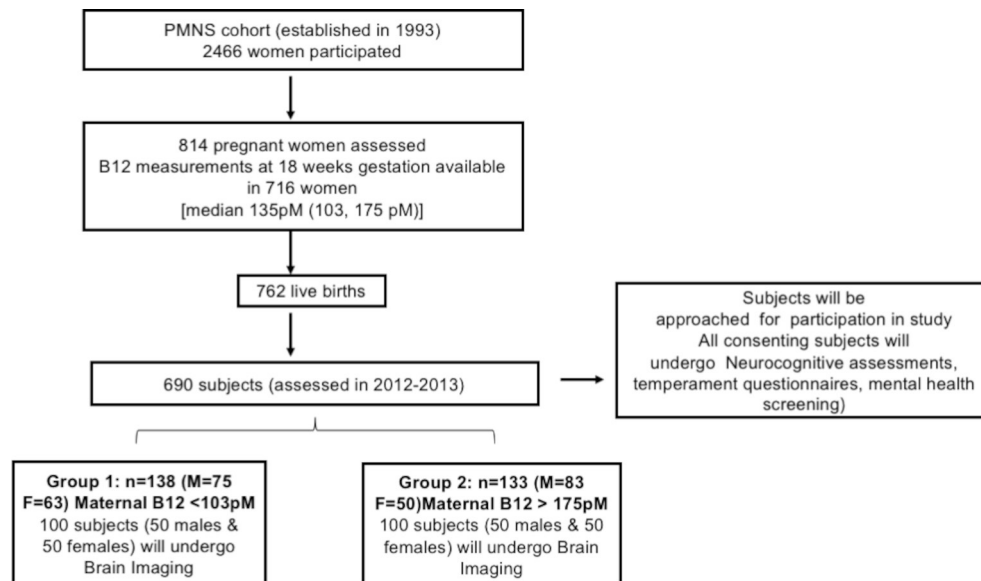 PMNS cohort (established in 1993)
2466 women participated
814 pregnant women assessed
B12 measurements at 18 weeks gestation available
in 716 women
[median 135pM (103, 175 pM)]
762 live births
Subjects will be
approached for participation in study
All consenting subjects will
undergo Neurocognitive assessments,
temperament questionnaires, mental health
screening)
690 subjects (assessed in 2012-2013)
Group 1: n=138 (M=75
F=63) Maternal B12 <103pM
100 subjects (50 males &
50 females) will undergo
Brain Imaging
Group 2: n=133 (M=83
F=50)Maternal B12 > 175pM
100 subjects (50 males & 50
females) will undergo Brain
Imaging